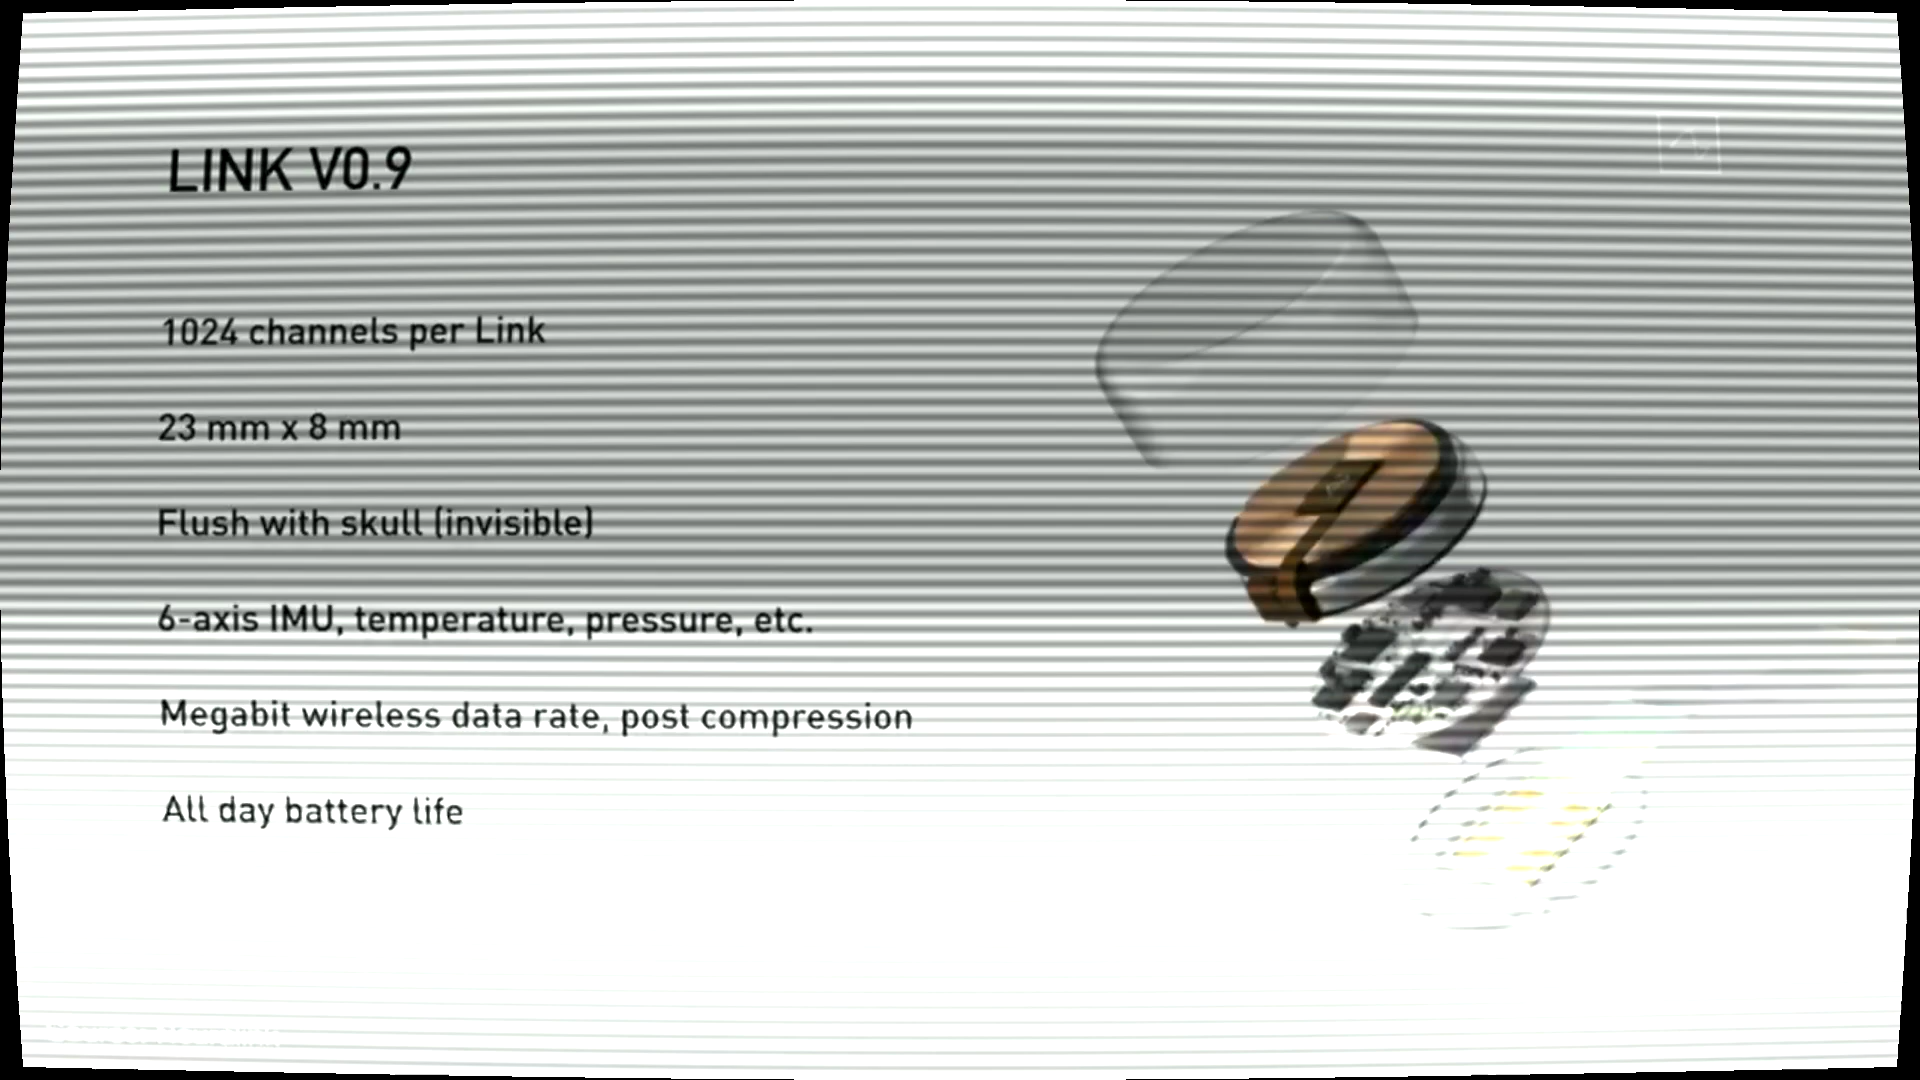 LINK V0.9
1024 channels per Link
23 mm x 8 mm
Flush with skull (invisible)
6-axis IMU, temperature, pressure, etc.
Megabit wireless data rate, post compression
All day battery life